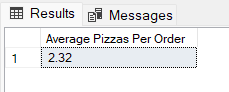 Results Messages
Average Pizzas Per Order
1 2.32